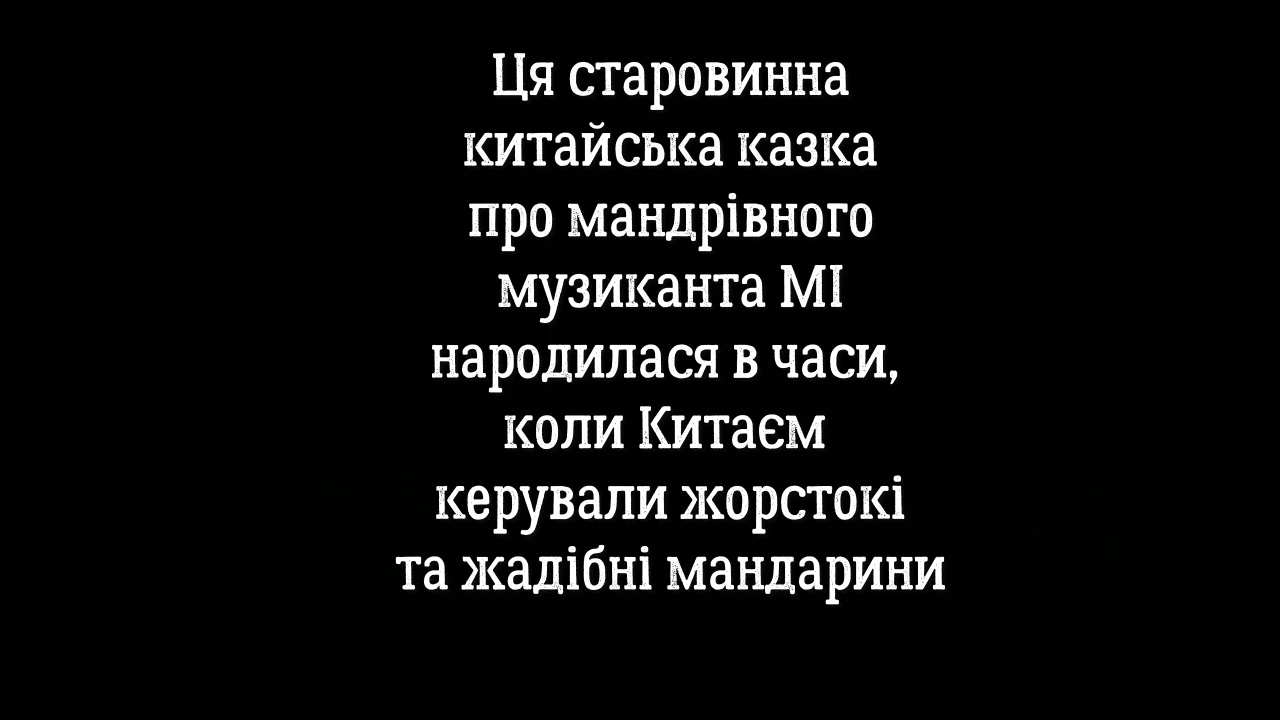 Ця старовинна
китайська казка
про мандрівного
музиканта МІ
народилася в часи,
коли Китаєм
керували жорстокі
та жадібні мандарини